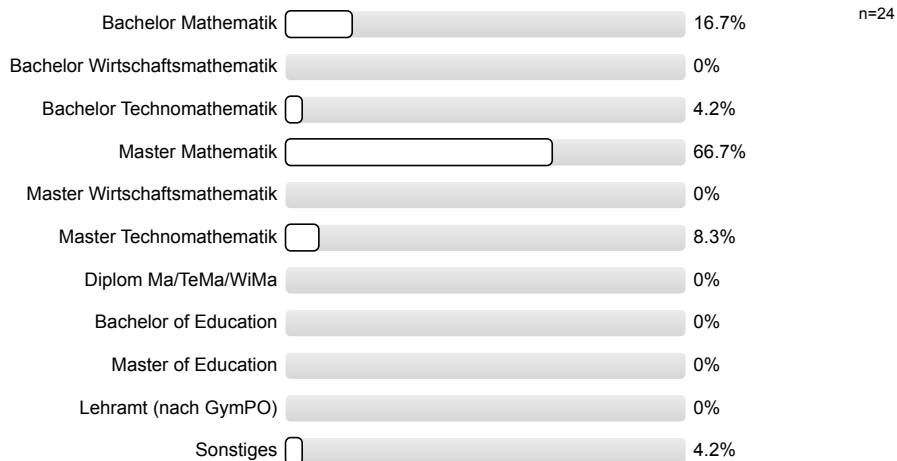 Bachelor Mathematik 16.7% n=24
Bachelor Wirtschaftsmathematik 0%
Bachelor Technomathematik 4.2%
Master Mathematik 66.7%
Master Wirtschaftsmathematik 0%
Master Technomathematik 8.3%
Diplom Ma/TeMa/WiMa 0%
Bachelor of Education 0%
Master of Education 0%
Lehramt (nach GymPO) 0%
Sonstiges 4.2%